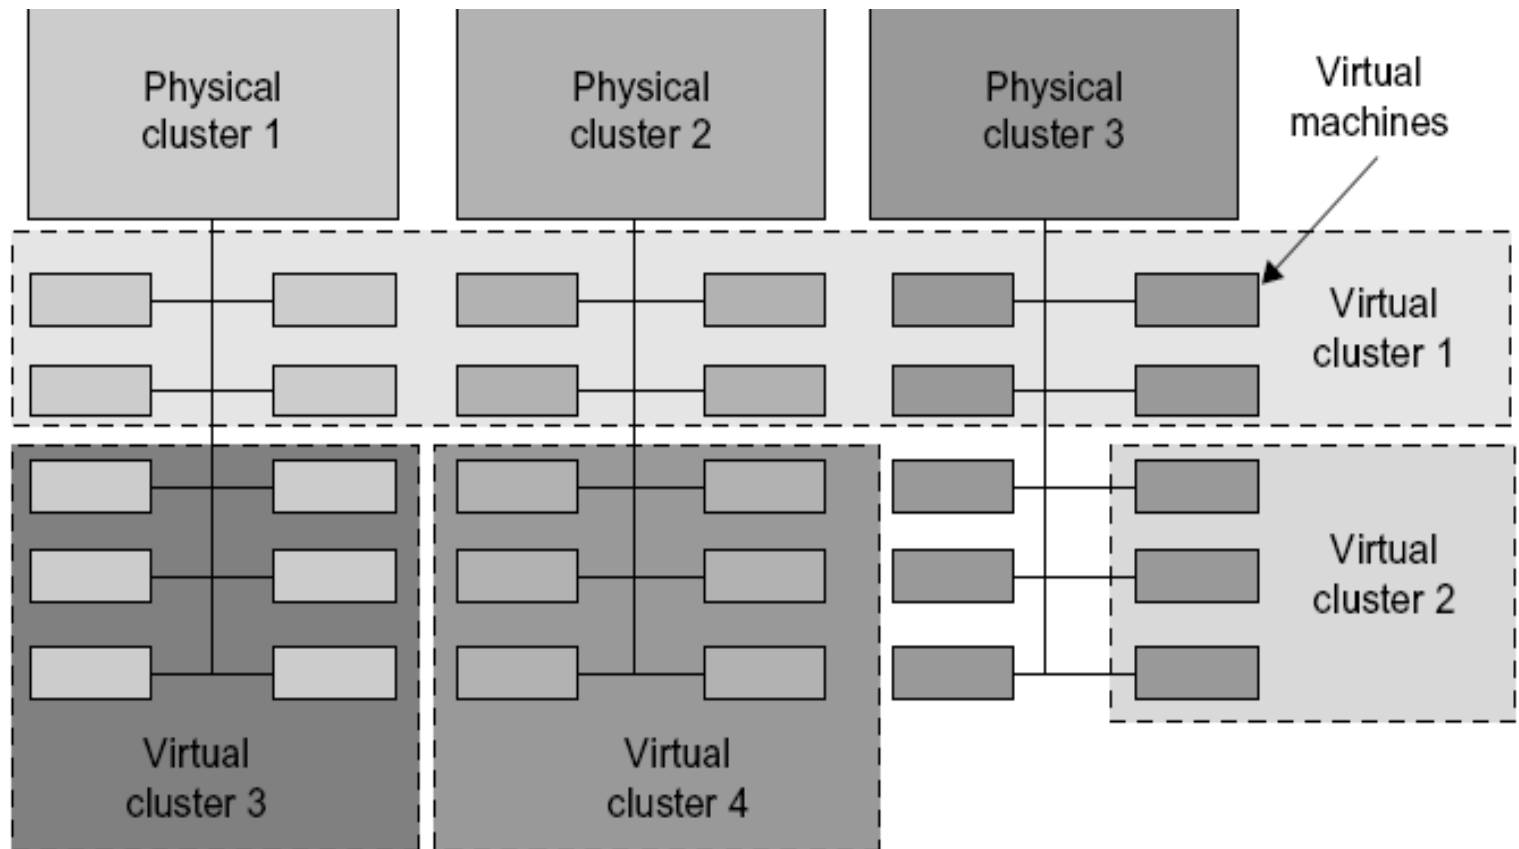 Physical
cluster 1
Physical
cluster 2
Physical
cluster 3
Virtual
machines
Virtual
cluster 1
Virtual
cluster 2
Virtual
cluster 3
Virtual
cluster 4